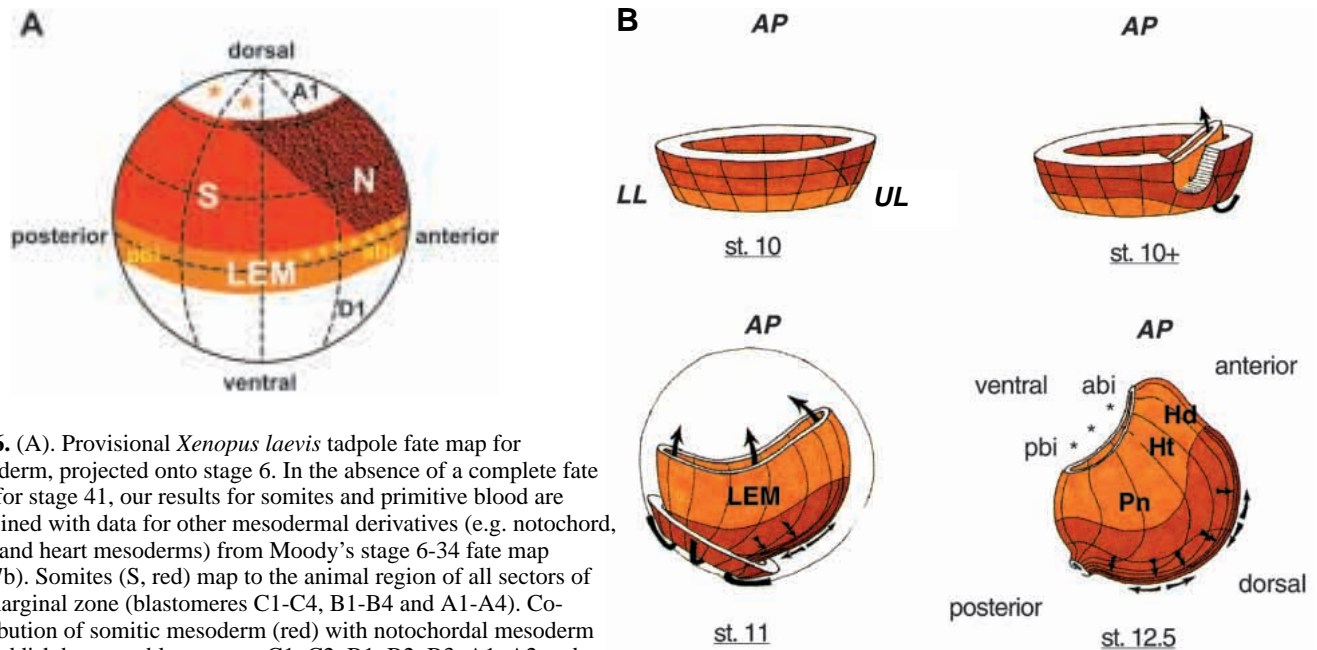 A
dorsal
A1
S
N
posterior
anterior
pbi
abi
LEM
D1
ventral
B
AP
AP
LL
UL
st. 10
st. 10+
AP
AP
LEM
st. 11
anterior
ventral
abi
Hd
pbi
Ht
Pn
dorsal
posterior
st. 12.5
6. (A). Provisional Xenopus laevis tadpole fate map for
derm, projected onto stage 6. In the absence of a complete fate
for stage 41, our results for somites and primitive blood are
ined with data for other mesodermal derivatives (e.g. notochord,
and heart mesoderms) from Moody's stage 6-34 fate map
7b). Somites (S, red) map to the animal region of all sectors of
arginal zone (blastomeres C1-C4, B1-B4 and A1-A4). Co-
bution of somitic mesoderm (red) with notochordal mesoderm